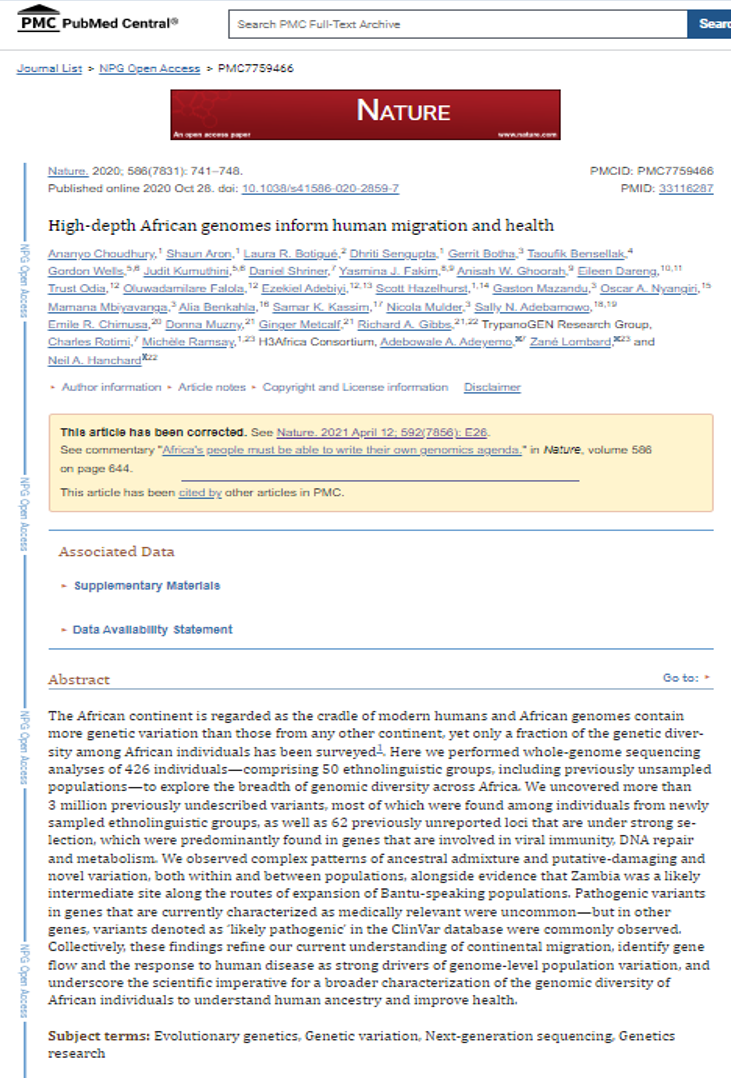 PMC PubMed Central®
Search PMC Full-Text Archive
Sear
Journal List > NPG Open Access > PMC7759466
NATURE
An open access paper
www.nature.com
Nature. 2020; 586(7831): 741–748.
PMCID: PMC7759466
Published online 2020 Oct 28. doi: 10.1038/s41586-020-2859-7
PMID: 33116287
High-depth African genomes inform human migration and health
Ananyo Choudhury,1 Shaun Aron,1 Laura R. Botigué,2 Dhriti Sengupta,1 Gerrit Botha,3 Taoufik Bensellak,4
Gordon Wells,5,6 Judit Kumuthini,5,6 Daniel Shriner,7 Yasmina J. Fakim,8,9 Anisah W. Ghoorah,9 Eileen Dareng,10,11
Trust Odia,12 Oluwadamilare Falola,12 Ezekiel Adebiyi,12,13 Scott Hazelhurst,1,14 Gaston Mazandu,3 Oscar A. Nyangiri,15
Mamana Mbiyavanga,3 Alia Benkahla,16 Samar K. Kassim,17 Nicola Mulder,3 Sally N. Adebamowo,18,19
Emile R. Chimusa,20 Donna Muzny,21 Ginger Metcalf,21 Richard A. Gibbs,21,22 TrypanoGEN Research Group,
Charles Rotimi,7 Michèle Ramsay,1,23 H3Africa Consortium, Adebowale A. Adeyemo,✉7 Zané Lombard,✉23 and
Neil A. Hanchard✉22
▸ Author information ▸ Article notes ▸ Copyright and License information Disclaimer
This article has been corrected. See Nature. 2021 April 12; 592(7856): E26.
See commentary "Africa's people must be able to write their own genomics agenda." in Nature, volume 586
on page 644.
This article has been cited by other articles in PMC.
Associated Data
▸ Supplementary Materials
▸ Data Availability Statement
Abstract
Go to: ▸
The African continent is regarded as the cradle of modern humans and African genomes contain
more genetic variation than those from any other continent, yet only a fraction of the genetic diver-
sity among African individuals has been surveyed1. Here we performed whole-genome sequencing
analyses of 426 individuals—comprising 50 ethnolinguistic groups, including previously unsampled
populations—to explore the breadth of genomic diversity across Africa. We uncovered more than
3 million previously undescribed variants, most of which were found among individuals from newly
sampled ethnolinguistic groups, as well as 62 previously unreported loci that are under strong se-
lection, which were predominantly found in genes that are involved in viral immunity, DNA repair
and metabolism. We observed complex patterns of ancestral admixture and putative-damaging and
novel variation, both within and between populations, alongside evidence that Zambia was a likely
intermediate site along the routes of expansion of Bantu-speaking populations. Pathogenic variants
in genes that are currently characterized as medically relevant were uncommon—but in other
genes, variants denoted as ‘likely pathogenic’ in the ClinVar database were commonly observed.
Collectively, these findings refine our current understanding of continental migration, identify gene
flow and the response to human disease as strong drivers of genome-level population variation, and
underscore the scientific imperative for a broader characterization of the genomic diversity of
African individuals to understand human ancestry and improve health.
Subject terms: Evolutionary genetics, Genetic variation, Next-generation sequencing, Genetics
research
NPG Open Access
NPG Open Access
NPG Open Access
NPG Open Access